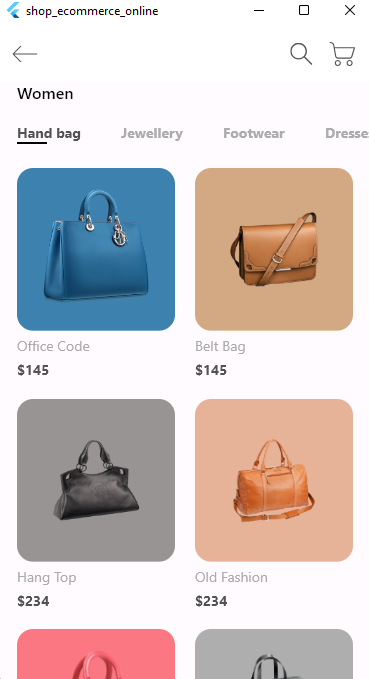 shop_ecommerce_online
Women
Hand bag Jewellery Footwear Dresse
Office Code Belt Bag
$145 $145
Hang Top Old Fashion
$234 $234